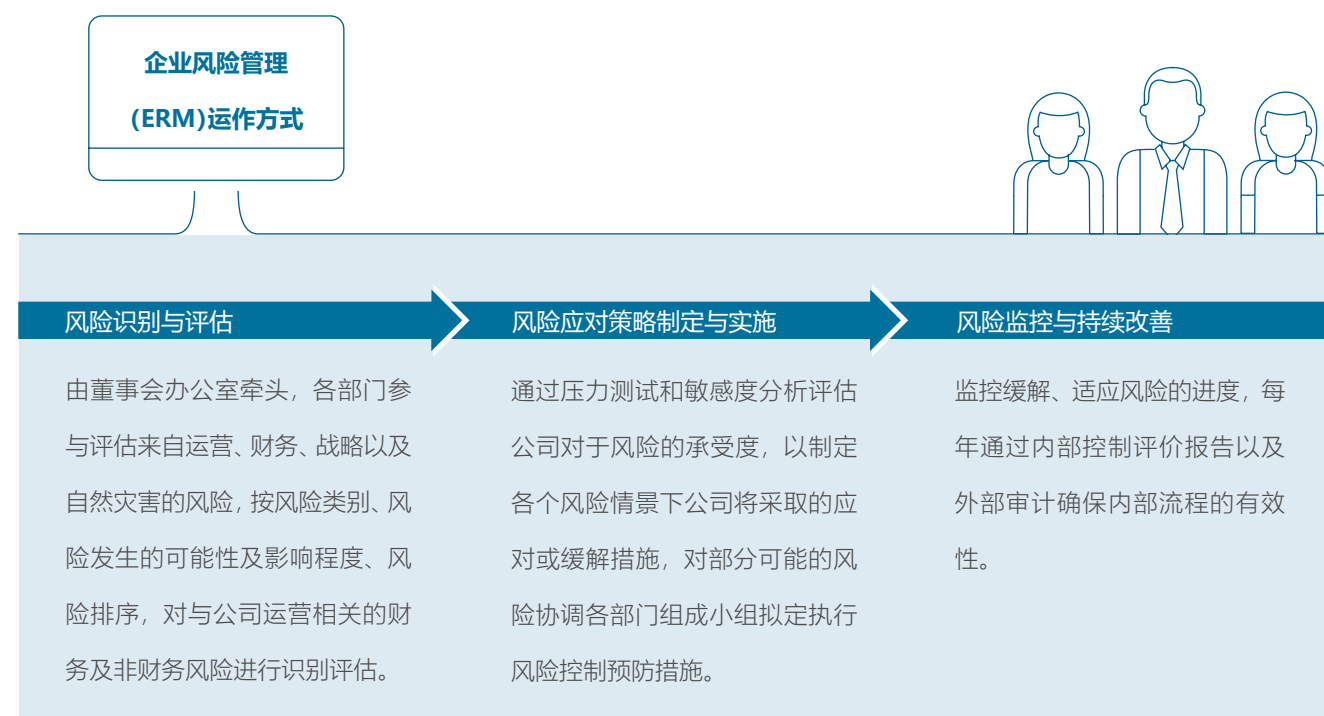 企业风险管理
(ERM)运作方式
风险识别与评估
由董事会办公室牵头，各部门参
与评估来自运营、财务、战略以及
自然灾害的风险，按风险类别、风
险发生的可能性及影响程度、风
险排序，对与公司运营相关的财
务及非财务风险进行识别评估。
风险应对策略制定与实施
通过压力测试和敏感度分析评估
公司对于风险的承受度，以制定
各个风险情景下公司将采取的应
对或缓解措施，对部分可能的风
险协调各部门组成小组拟定执行
风险控制预防措施。
风险监控与持续改善
监控缓解、适应风险的进度，每
年通过内部控制评价报告以及
外部审计确保内部流程的有效
性。